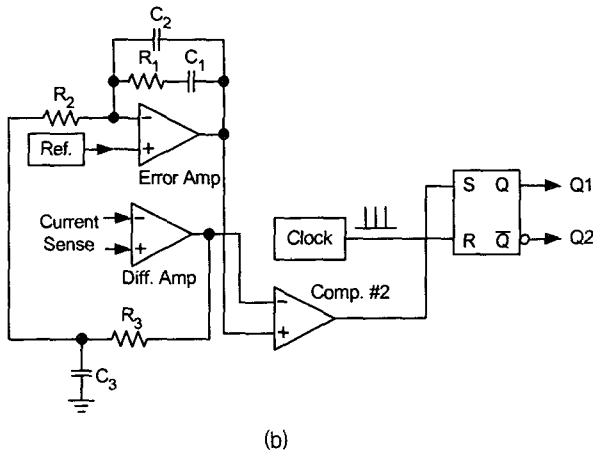 C2
R1
C1
R2
Ref.
-
+
Error Amp
Current
Sense
-
+
Diff. Amp
Clock
S Q
R Q̅
Q1
Q2
Comp. #2
-
+
R3
C3
(b)